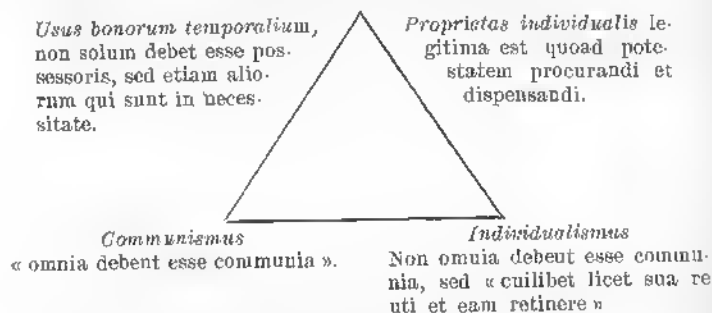 Usus bonorum temporalium,
non solum debet esse pos-
sessoris, sed etiam alio-
rum qui sunt in neces-
sitate.
Proprietas individualis le-
gitima est quoad pote-
statem procurandi et
dispensandi.
Communismus
« omnia debent esse communia ».
Individualismus
Non omnia debent esse commu-
nia, sed « cuilibet licet sua re
uti et eam retinere »